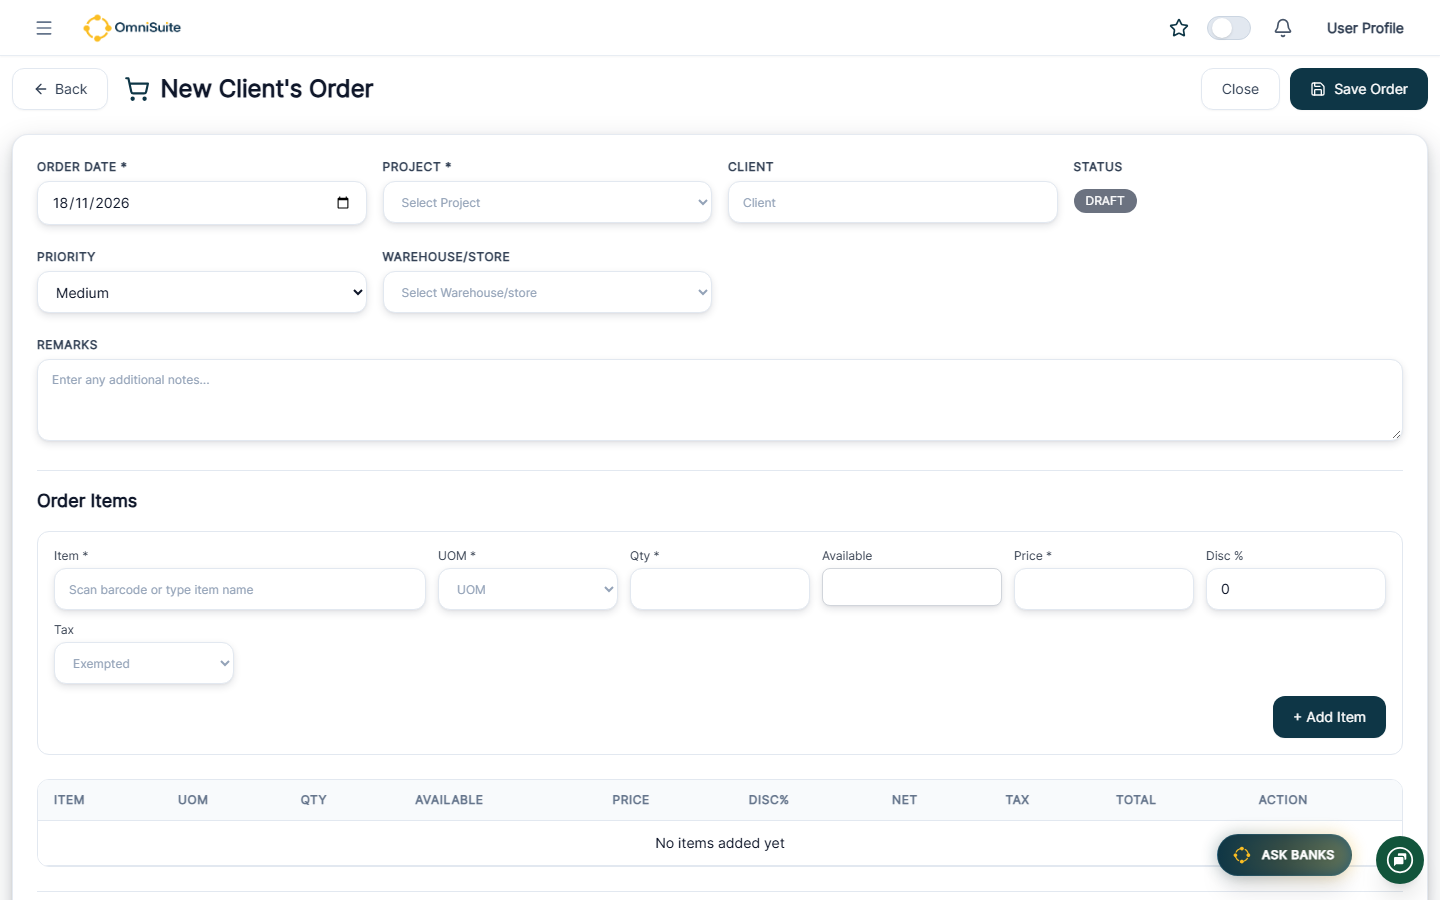 OmniSuite
User Profile
Back
New Client's Order
Close
Save Order
ORDER DATE *
PROJECT *
CLIENT
STATUS
18/11/2026
Select Project
Client
DRAFT
PRIORITY
WAREHOUSE/STORE
Medium
Select Warehouse/store
REMARKS
Enter any additional notes...
Order Items
Item *
UOM *
Qty *
Available
Price *
Disc %
Scan barcode or type item name
UOM
0
Tax
Exempted
+ Add Item
ITEM UOM QTY AVAILABLE PRICE DISC% NET TAX TOTAL ACTION
No items added yet
ASK BANKS